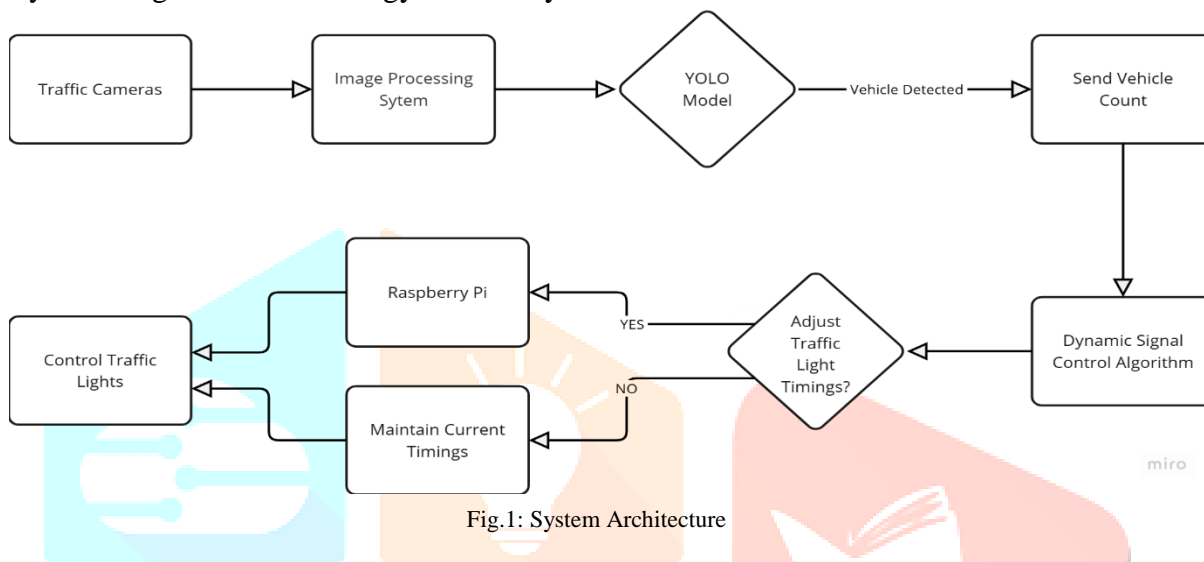 Traffic Cameras
Image Processing
Sytem
YOLO
Model
Vehicle Detected
Send Vehicle
Count
Raspberry Pi
YES
Adjust
Traffic
Light
Timings?
Dynamic Signal
Control Algorithm
Control Traffic
Lights
NO
Maintain Current
Timings
miro
Fig.1: System Architecture